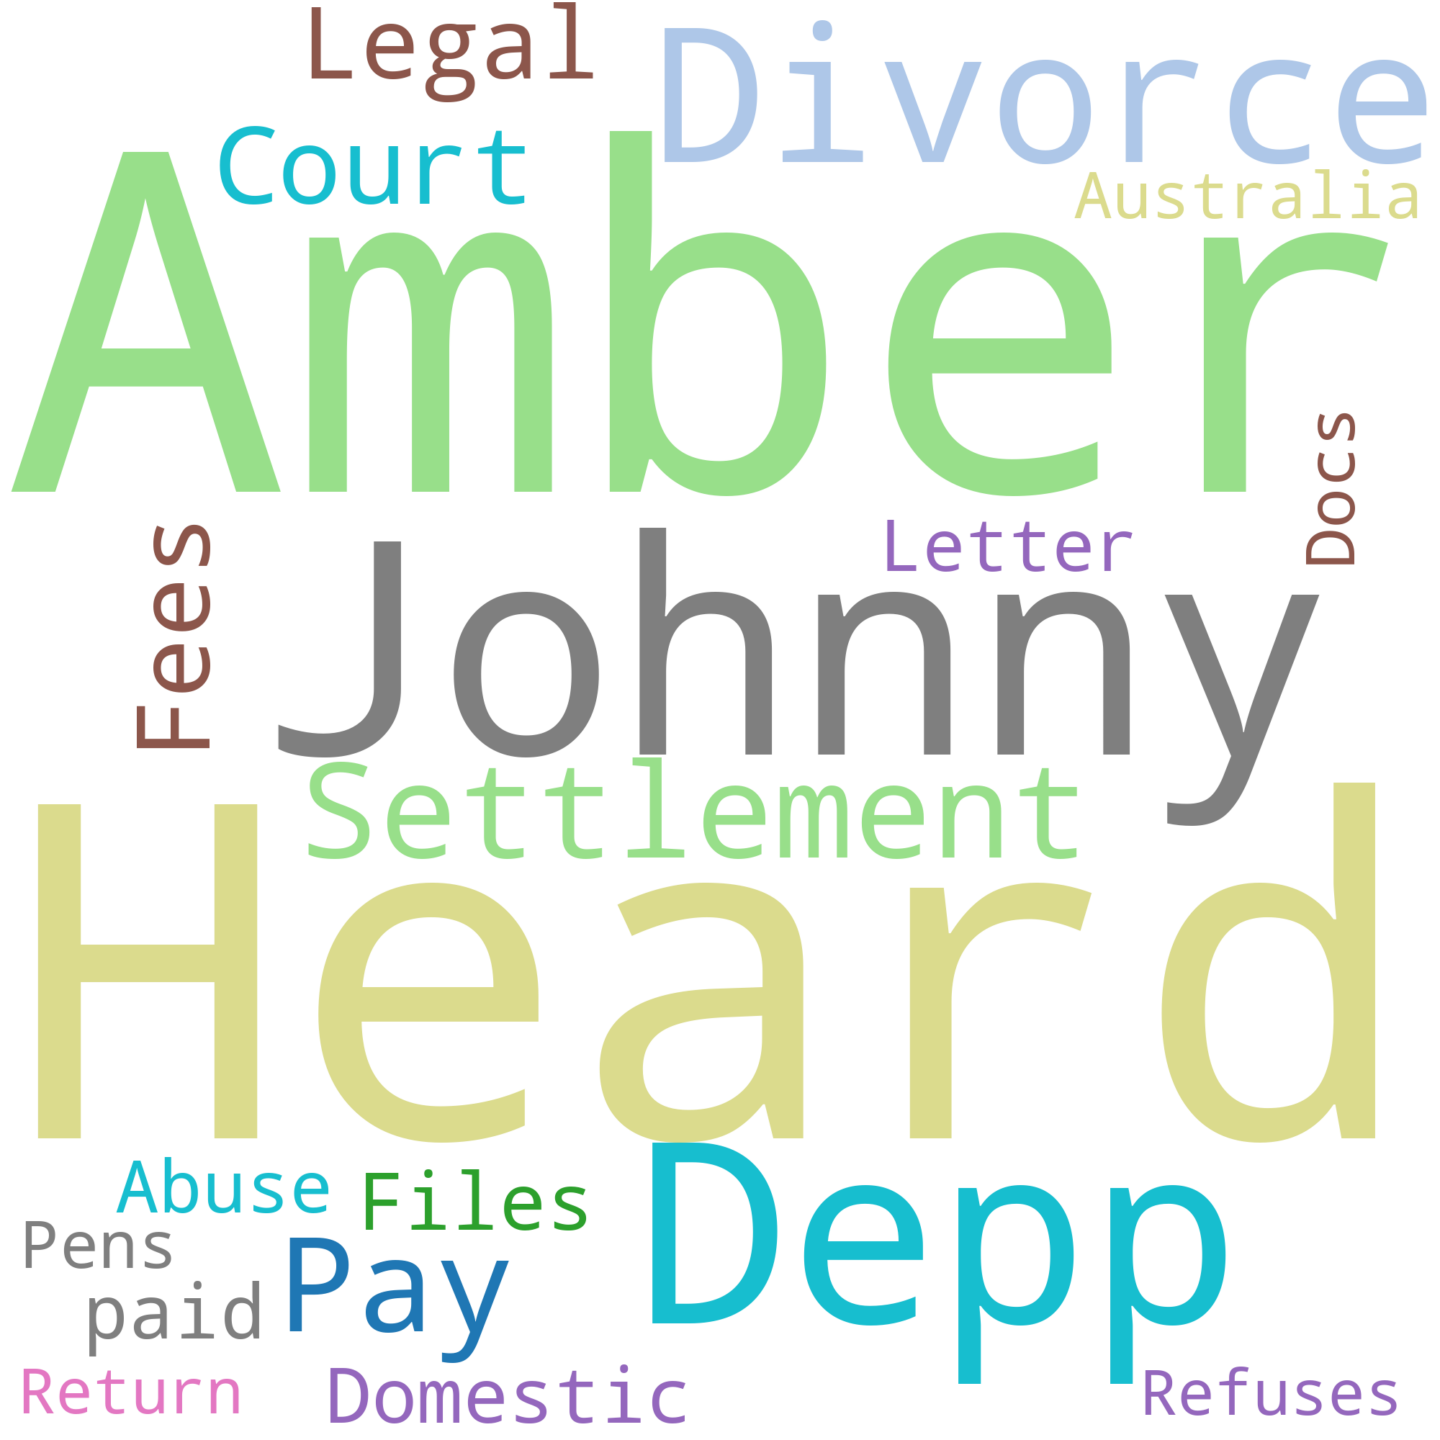 Legal
Divorce
Court
Australia
Amber
Docs
Letter
Fees
Johnny
Settlement
Heard
Depp
Abuse
Files
Pens
Pay
paid
Return
Domestic
Refuses